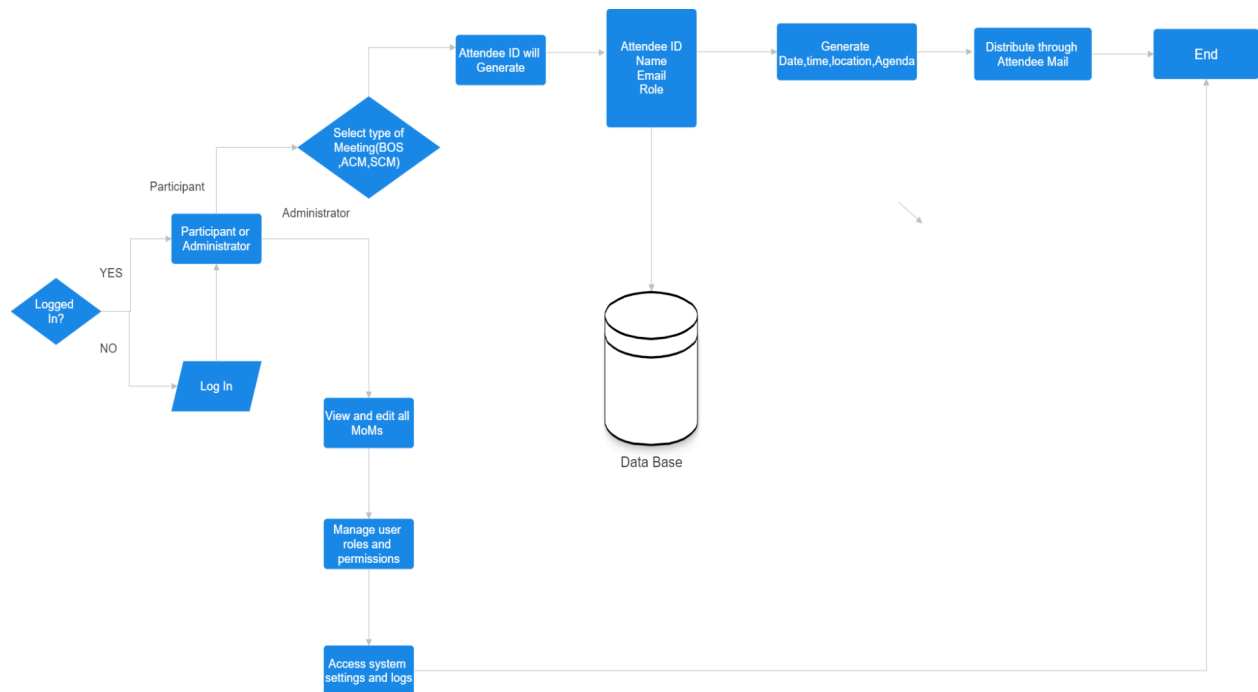 Attendee ID will
Generate
Attendee ID
Name
Email
Role
Generate
Date,time,location,Agenda
Distribute through
Attendee Mail
End
Select type of
Meeting(BOS
,ACM,SCM)
Participant
Administrator
Participant or
Administrator
YES
Logged
In?
NO
Log In
View and edit all
MoMs
Data Base
Manage user
roles and
permissions
Access system
settings and logs